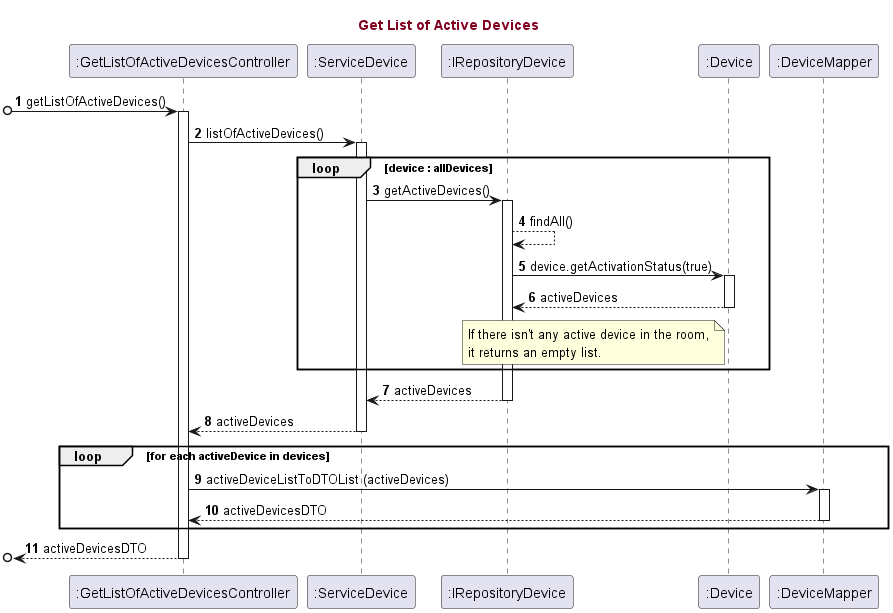 Get List of Active Devices
:GetListOfActiveDevicesController
:ServiceDevice
:IRepositoryDevice
:Device
:DeviceMapper
1 getListOfActiveDevices()
2 listOfActiveDevices()
loop [device : allDevices]
3 getActiveDevices()
4 findAll()
5 device.getActivationStatus(true)
6 activeDevices
If there isn't any active device in the room,
it returns an empty list.
7 activeDevices
8 activeDevices
loop [for each activeDevice in devices]
9 activeDeviceListToDTOList (activeDevices)
10 activeDevicesDTO
11 activeDevicesDTO
:GetListOfActiveDevicesController
:ServiceDevice
:IRepositoryDevice
:Device
:DeviceMapper